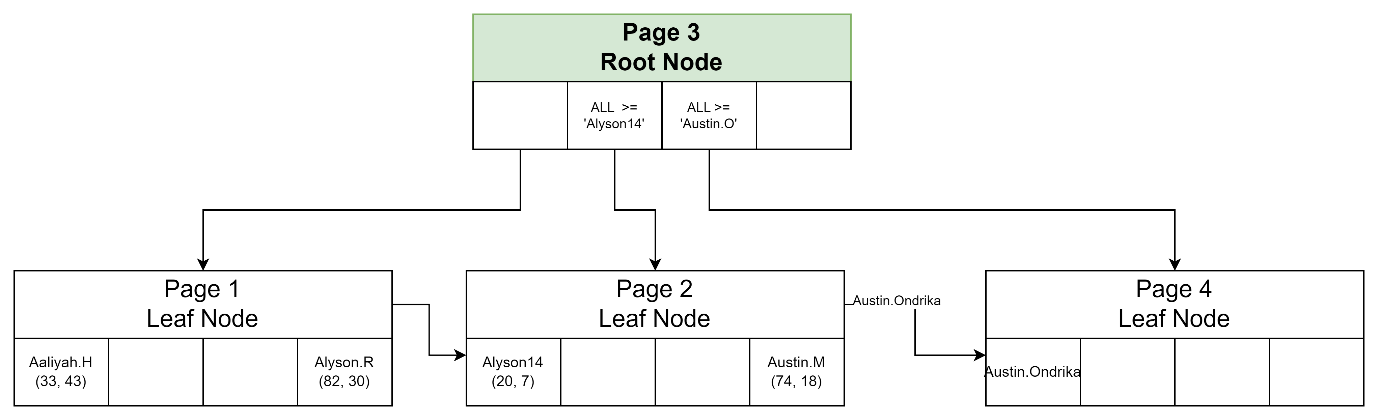 Page 3
Root Node
ALL >=
'Alyson14'
ALL >=
'Austin.O'
Page 1
Leaf Node
Aaliyah.H
(33, 43)
Alyson.R
(82, 30)
Page 2
Leaf Node
Alyson14
(20, 7)
Austin.M
(74, 18)
Austin.Ondrika
Page 4
Leaf Node
Austin.Ondrika